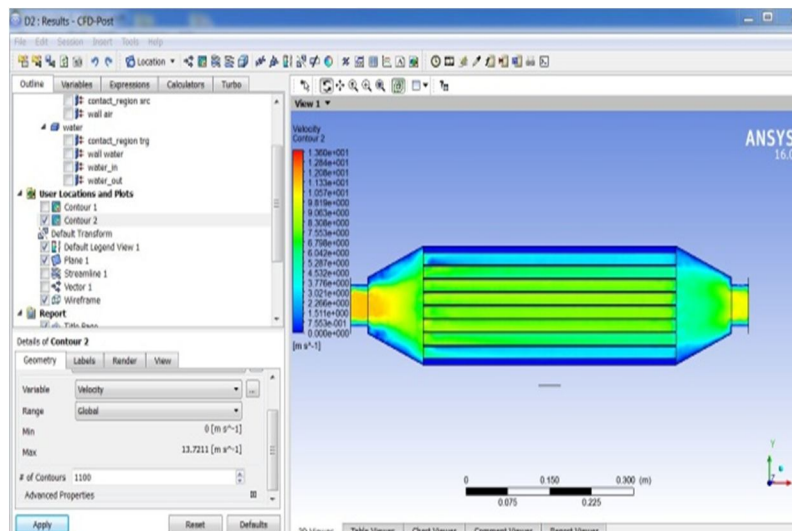 D2 : Results - CFD-Post
File Edit Session Insert Tools Help
Location
Outline Variables Expressions Calculators Turbo
contact_region src
wall air
water
contact_region trg
wall water
water_in
water_out
User Locations and Plots
Contour 1
Contour 2
Default Transform
Default Legend View 1
Plane 1
Streamline 1
Vector 1
Wireframe
Report
Title Page
Details of Contour 2
Geometry Labels Render View
Variable Velocity ...
Range Global
Min 0 [m s^-1]
Max 13.7211 [m s^-1]
# of Contours 1100
Advanced Properties
Apply Reset Defaults
View 1
Velocity
Contour 2
1.360e+001
1.284e+001
1.208e+001
1.133e+001
1.057e+001
9.819e+000
9.063e+000
8.308e+000
7.553e+000
6.798e+000
6.042e+000
5.287e+000
4.532e+000
3.776e+000
3.021e+000
2.266e+000
1.511e+000
7.553e-001
0.000e+000
[m s^-1]
ANSYS
16.0
Y
Z
0 0.150 0.300 (m)
0.075 0.225
3D Viewer Table Viewer Chart Viewer Comment Viewer Report Viewer